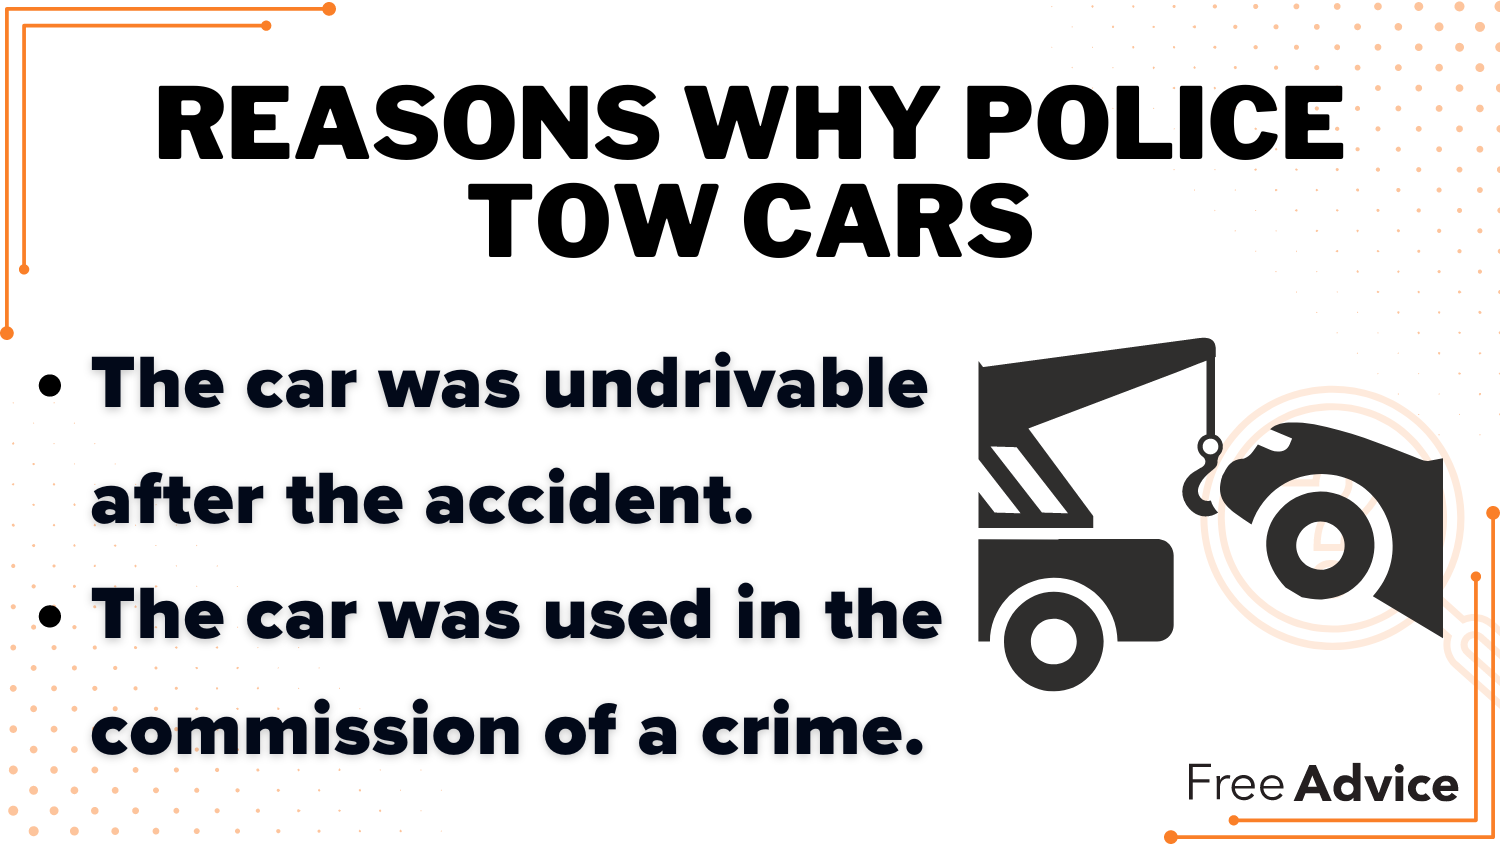 REASONS WHY POLICE
TOW CARS
• The car was undrivable
after the accident.
• The car was used in the
commission of a crime.
Free Advice